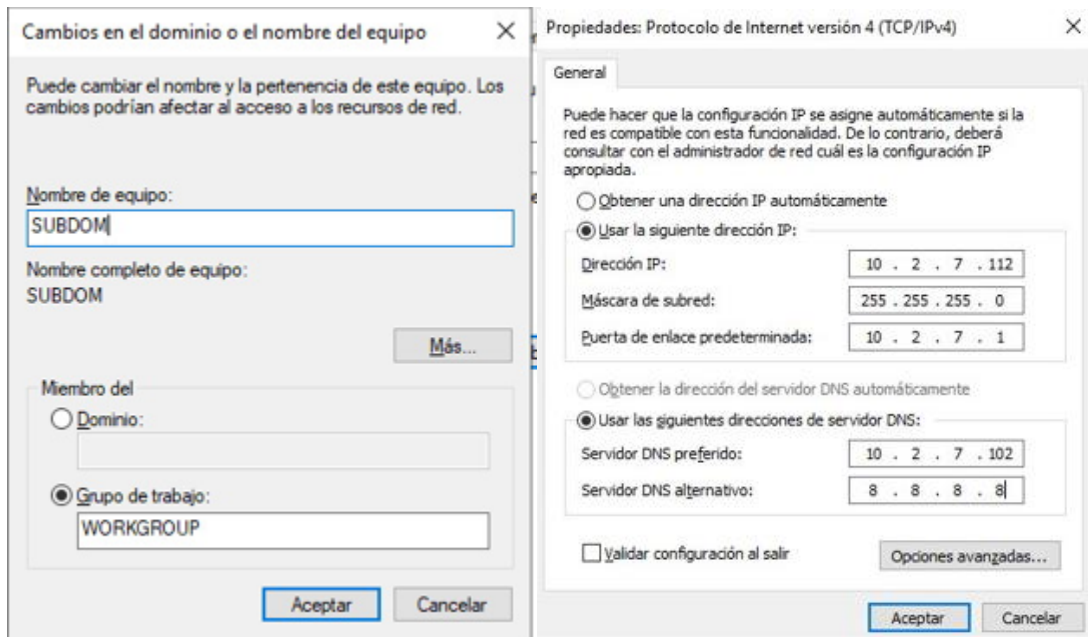 Cambios en el dominio o el nombre del equipo
Puede cambiar el nombre y la pertenencia de este equipo. Los
cambios podrían afectar al acceso a los recursos de red.
Nombre de equipo:
SUBDOM
Nombre completo de equipo:
SUBDOM
Más...
Miembro del
Dominio:
Grupo de trabajo:
WORKGROUP
Aceptar Cancelar
Propiedades: Protocolo de Internet versión 4 (TCP/IPv4)
General
Puede hacer que la configuración IP se asigne automáticamente si la
red es compatible con esta funcionalidad. De lo contrario, deberá
consultar con el administrador de red cuál es la configuración IP
apropiada.
Obtener una dirección IP automáticamente
Usar la siguiente dirección IP:
Dirección IP: 10 . 2 . 7 . 112
Máscara de subred: 255 . 255 . 255 . 0
Puerta de enlace predeterminada: 10 . 2 . 7 . 1
Obtener la dirección del servidor DNS automáticamente
Usar las siguientes direcciones de servidor DNS:
Servidor DNS preferido: 10 . 2 . 7 . 102
Servidor DNS alternativo: 8 . 8 . 8 . 8
Validar configuración al salir Opciones avanzadas...
Aceptar Cancelar